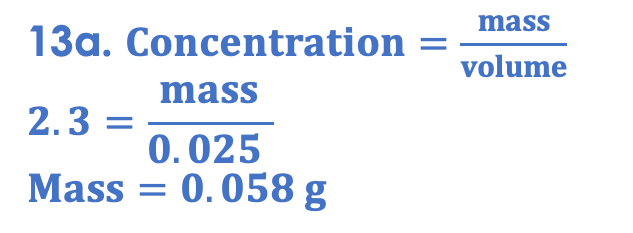 13a. Concentration = mass/volume
2.3 = mass/0.025
Mass = 0.058 g